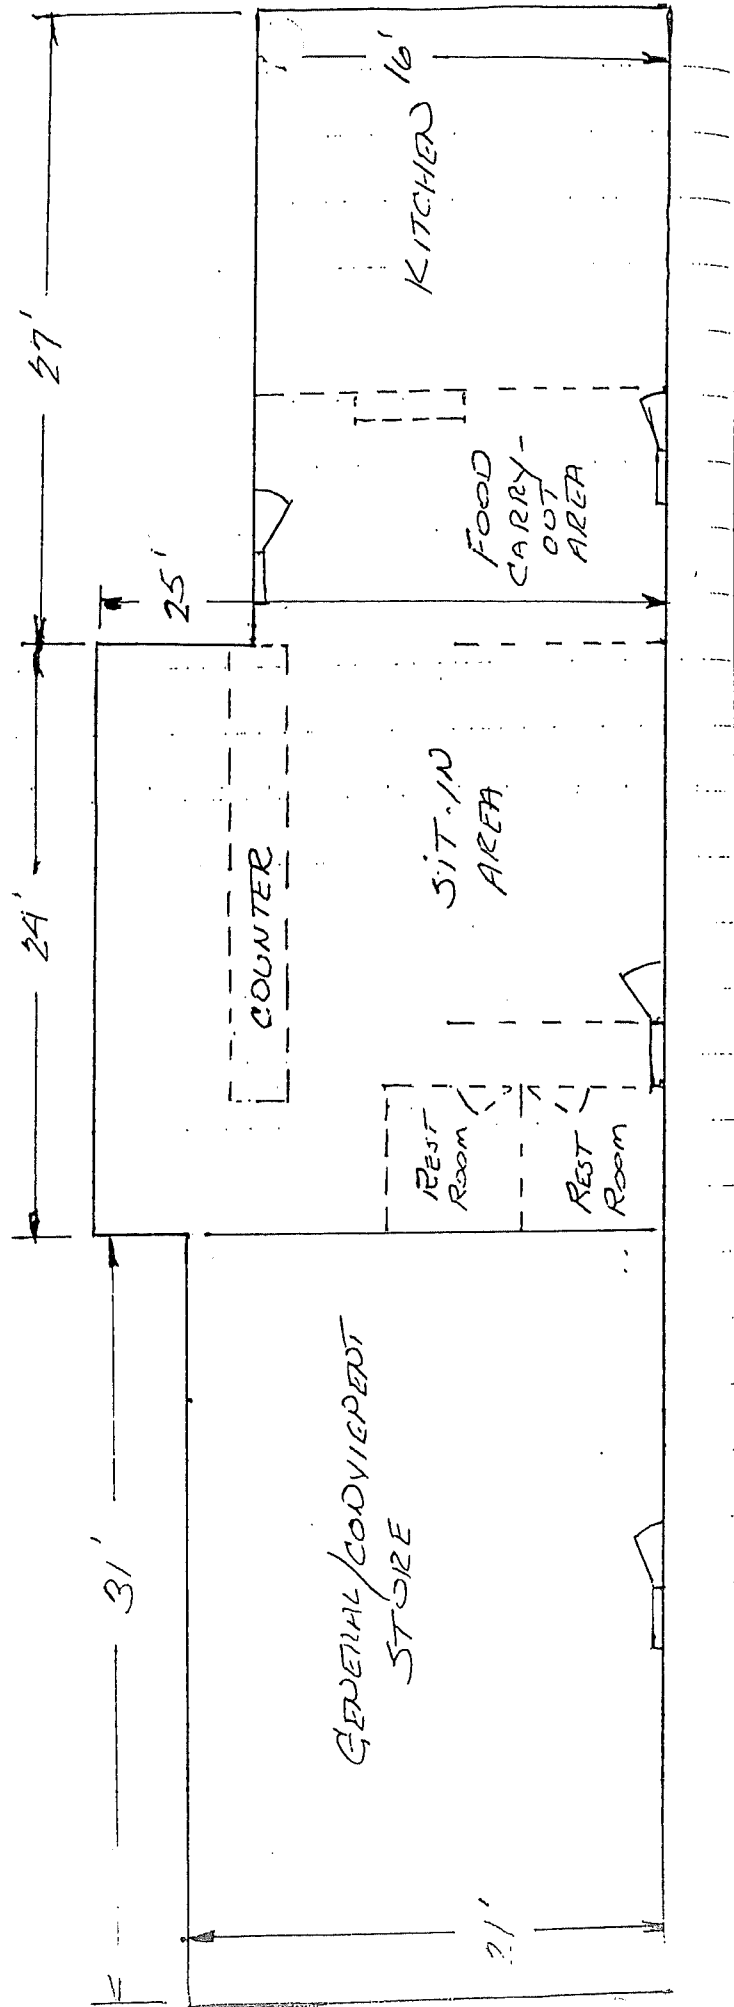 31'
24'
27'
25'
16'
21'
GENERAL/CONVIENENT
STORE
REST
ROOM
REST
ROOM
COUNTER
SIT-IN
AREA
FOOD
CARRY-
OUT
AREA
KITCHEN